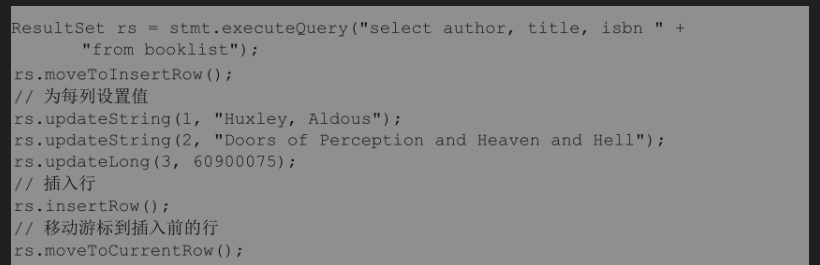 ResultSet rs = stmt.executeQuery("select author, title, isbn " +
"from booklist");
rs.moveToInsertRow();
// 为每列设置值
rs.updateString(1, "Huxley, Aldous");
rs.updateString(2, "Doors of Perception and Heaven and Hell");
rs.updateLong(3, 60900075);
// 插入行
rs.insertRow();
// 移动游标到插入前的行
rs.moveToCurrentRow();